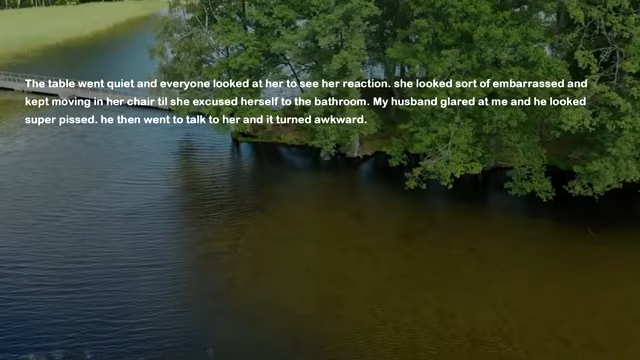 The table went quiet and everyone looked at her to see her reaction. she looked sort of embarrassed and
kept moving in her chair til she excused herself to the bathroom. My husband glared at me and he looked
super pissed. he then went to talk to her and it turned awkward.